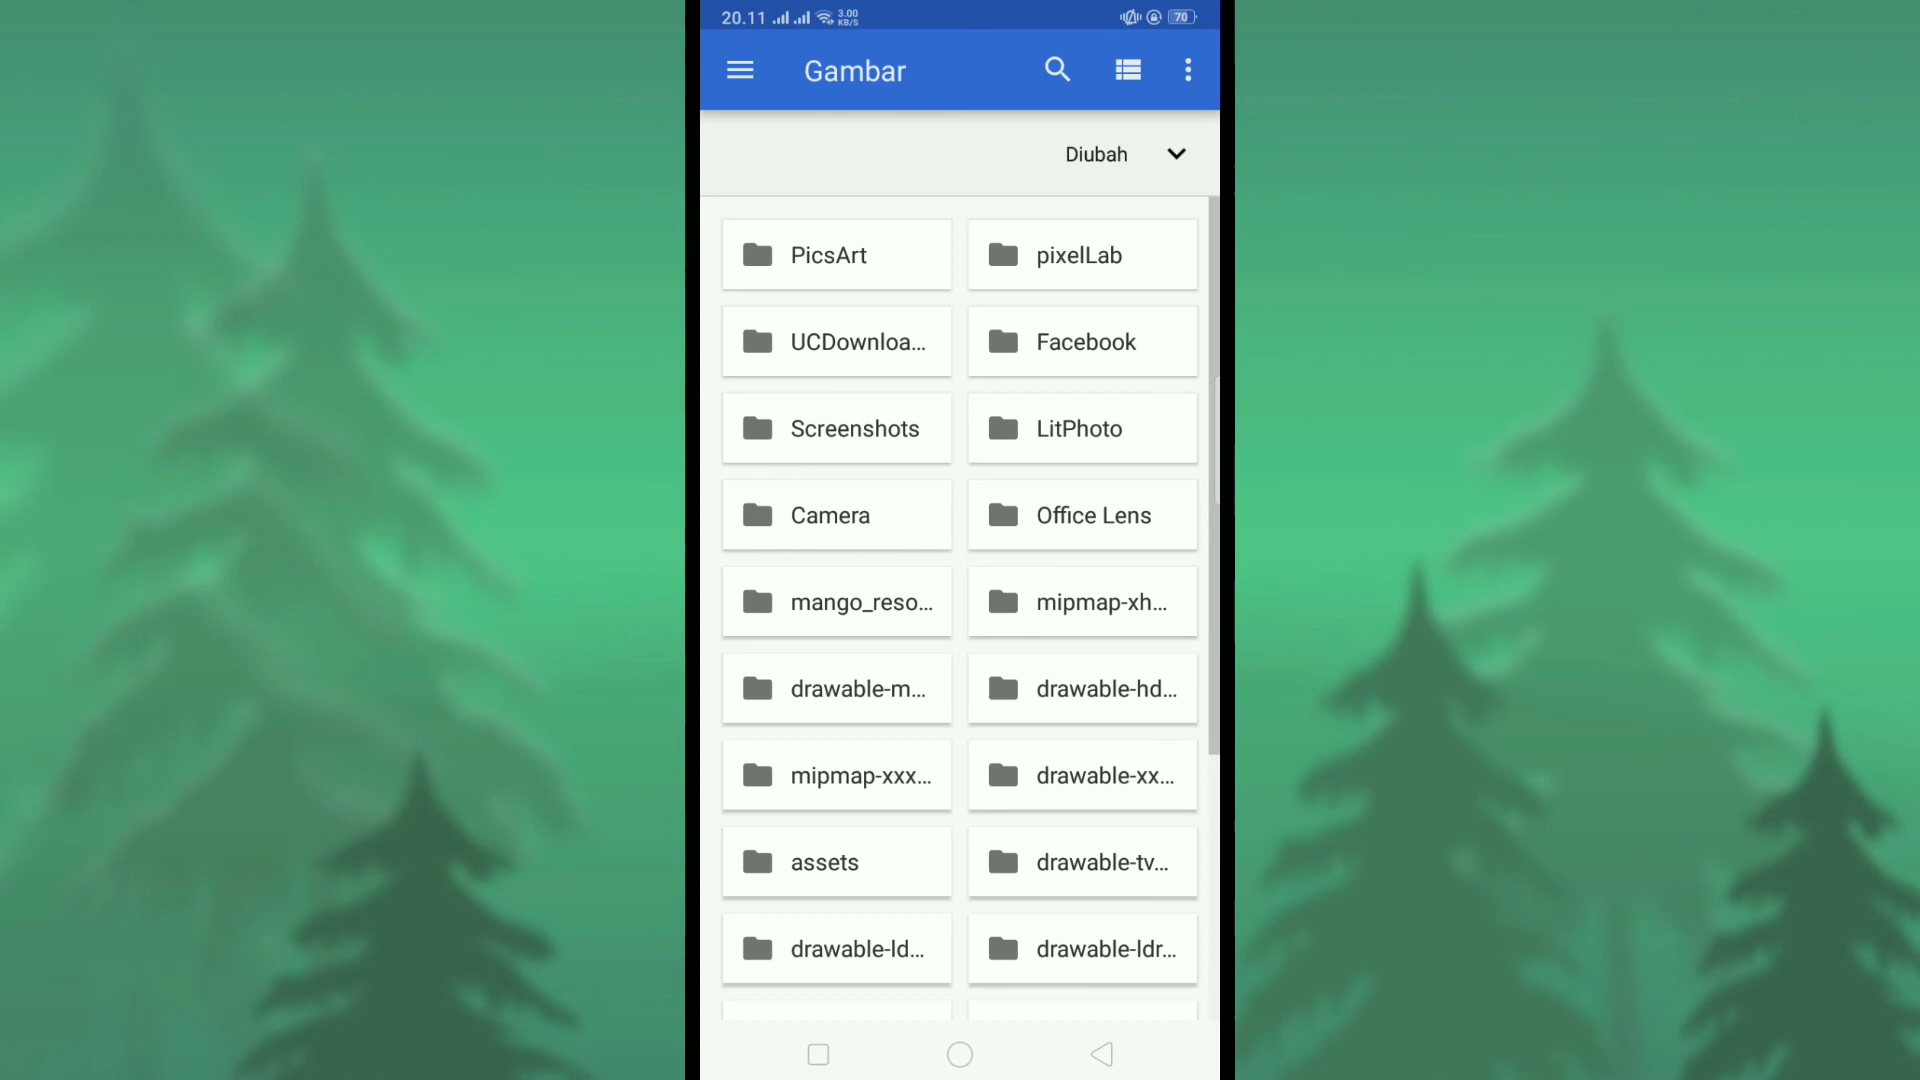 20.11 3.00 KB/S 70
Gambar
Diubah
PicsArt pixelLab
UCDownloa... Facebook
Screenshots LitPhoto
Camera Office Lens
mango_reso... mipmap-xh...
drawable-m... drawable-hd...
mipmap-xxx... drawable-xx...
assets drawable-tv...
drawable-ld... drawable-ldr...